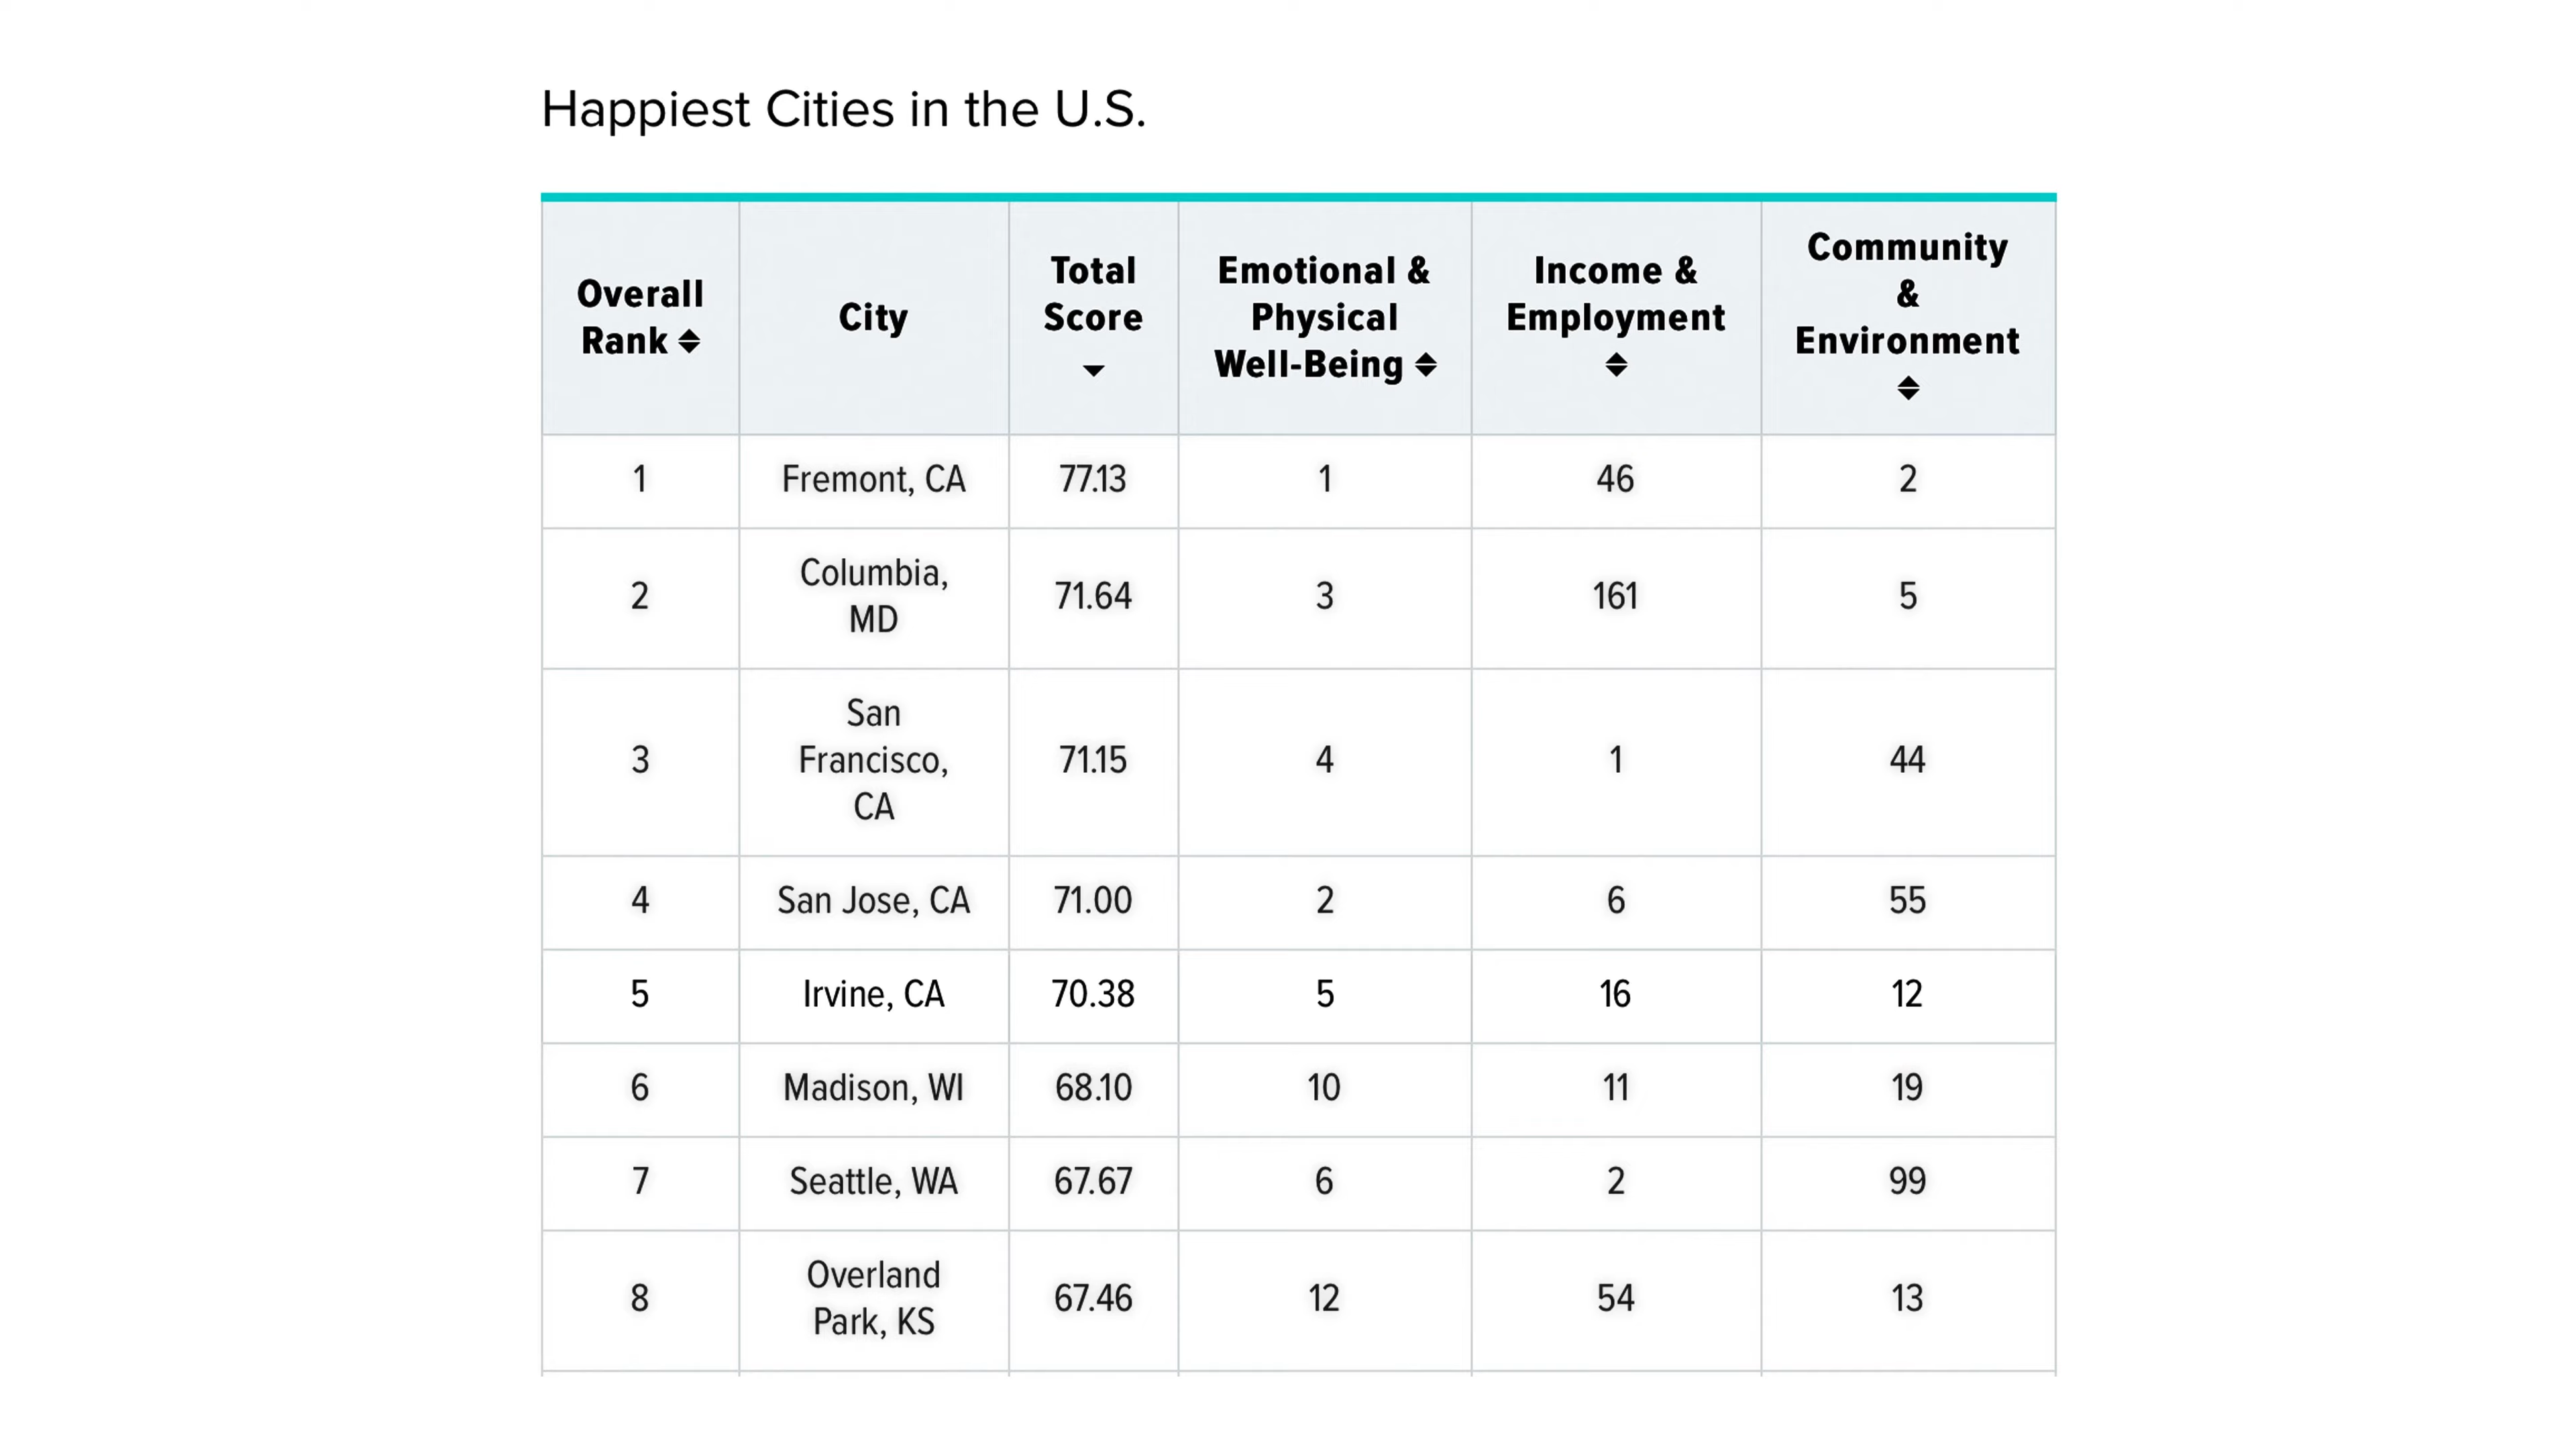 Happiest Cities in the U.S.
Overall
Rank
City
Total
Score
Emotional &
Physical
Well-Being
Income &
Employment
Community
&
Environment
1
Fremont, CA
77.13
1
46
2
2
Columbia,
MD
71.64
3
161
5
3
San
Francisco,
CA
71.15
4
1
44
4
San Jose, CA
71.00
2
6
55
5
Irvine, CA
70.38
5
16
12
6
Madison, WI
68.10
10
11
19
7
Seattle, WA
67.67
6
2
99
8
Overland
Park, KS
67.46
12
54
13